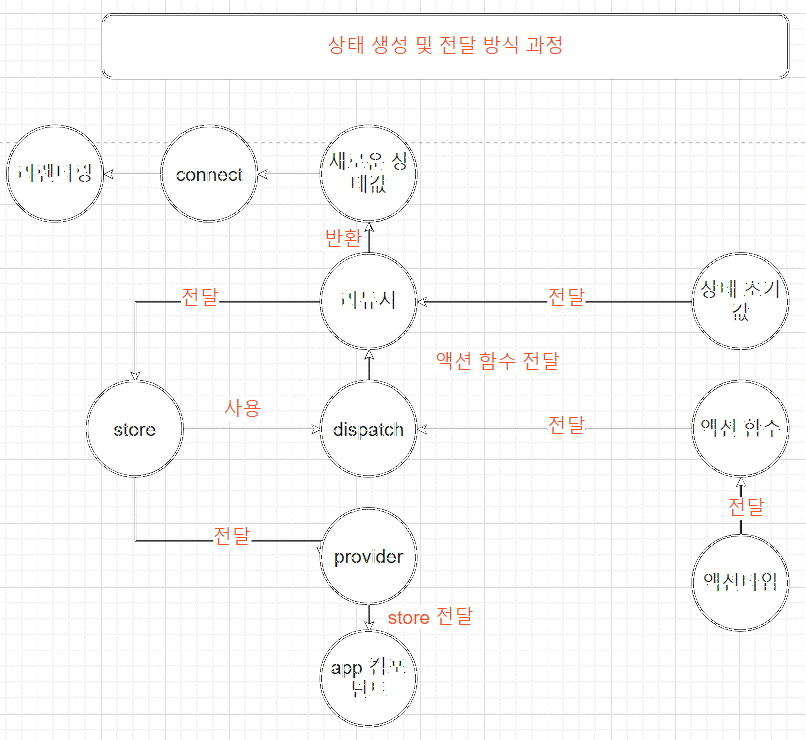 상태 생성 및 전달 방식 과정
리렌더링
connect
새로운 상
태값
반환
전달
리듀서
전달
상태 초기
값
액션 함수 전달
store
사용
dispatch
전달
액션 함수
전달
전달
provider
액션타입
store 전달
app 컴포
넌트